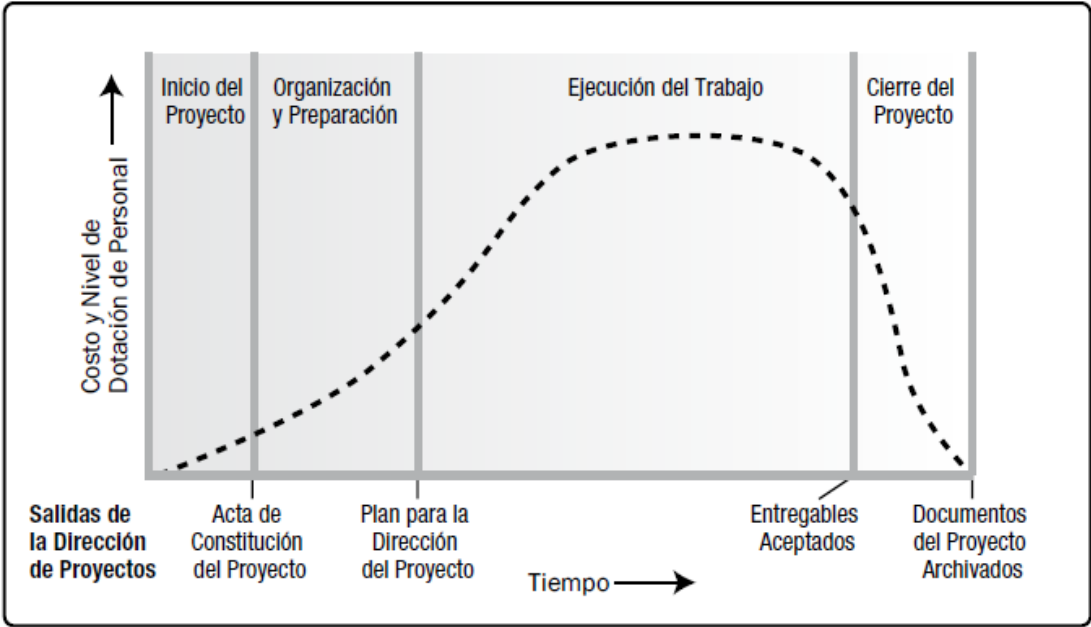 Inicio del
Proyecto
Organización
y Preparación
Ejecución del Trabajo
Cierre del
Proyecto
Costo y Nivel de
Dotación de Personal
Salidas de
la Dirección
de Proyectos
Acta de
Constitución
del Proyecto
Plan para la
Dirección
del Proyecto
Tiempo
Entregables
Aceptados
Documentos
del Proyecto
Archivados